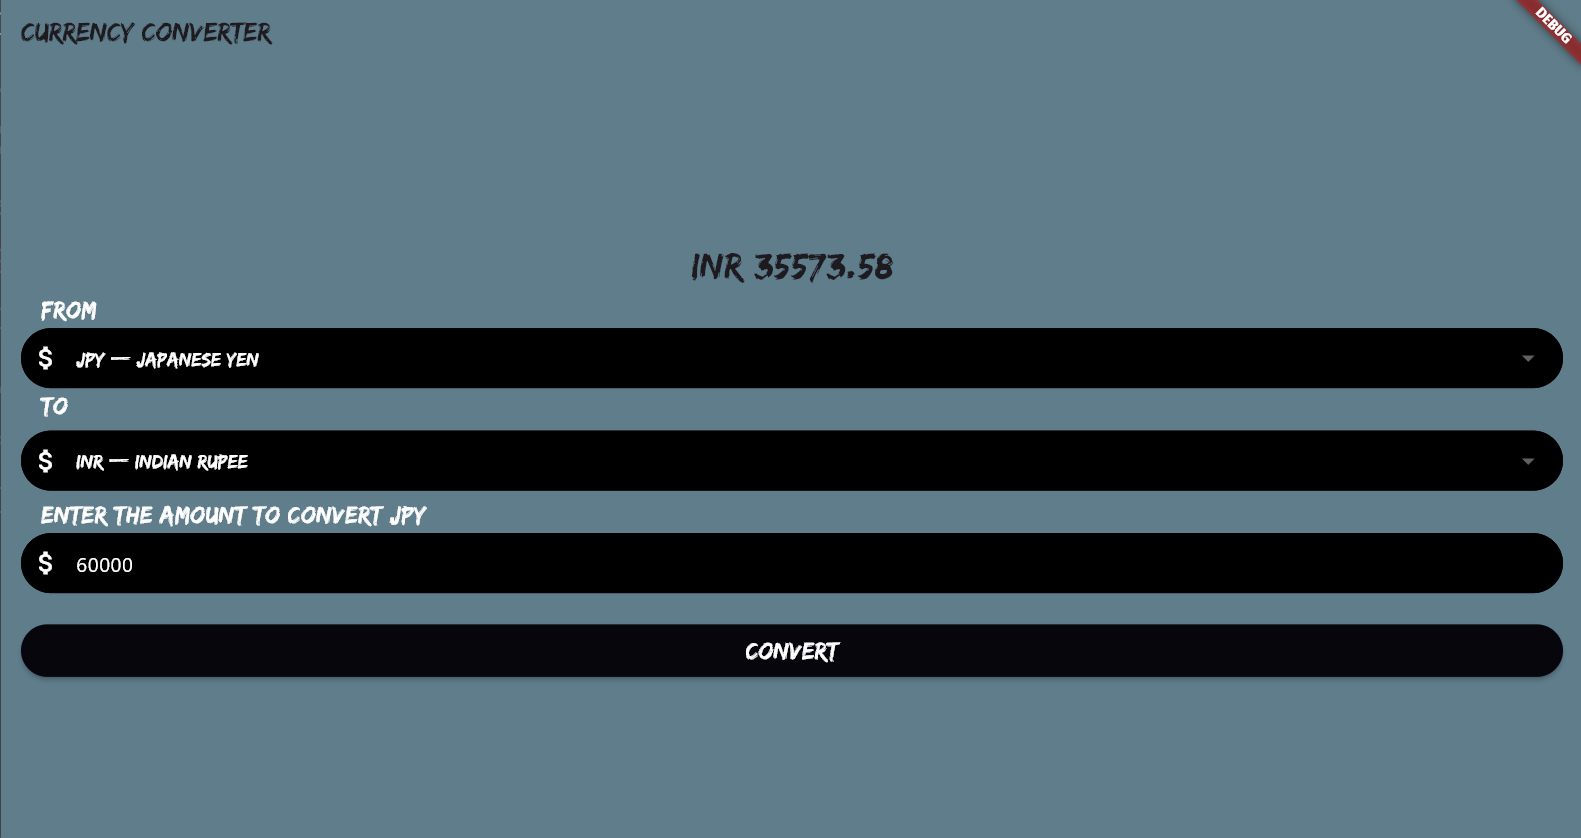 CURRENCY CONVERTER
DEBUG
INR 35573.58
FROM
$ JPY — JAPANESE YEN
TO
$ INR — INDIAN RUPEE
ENTER THE AMOUNT TO CONVERT JPY
$ 60000
CONVERT